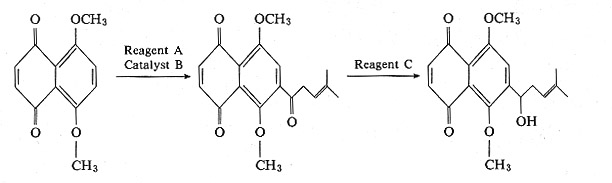 O OCH3
O O
CH3
Reagent A
Catalyst B
O OCH3
O O O
CH3
Reagent C
O OCH3
O O OH
CH3